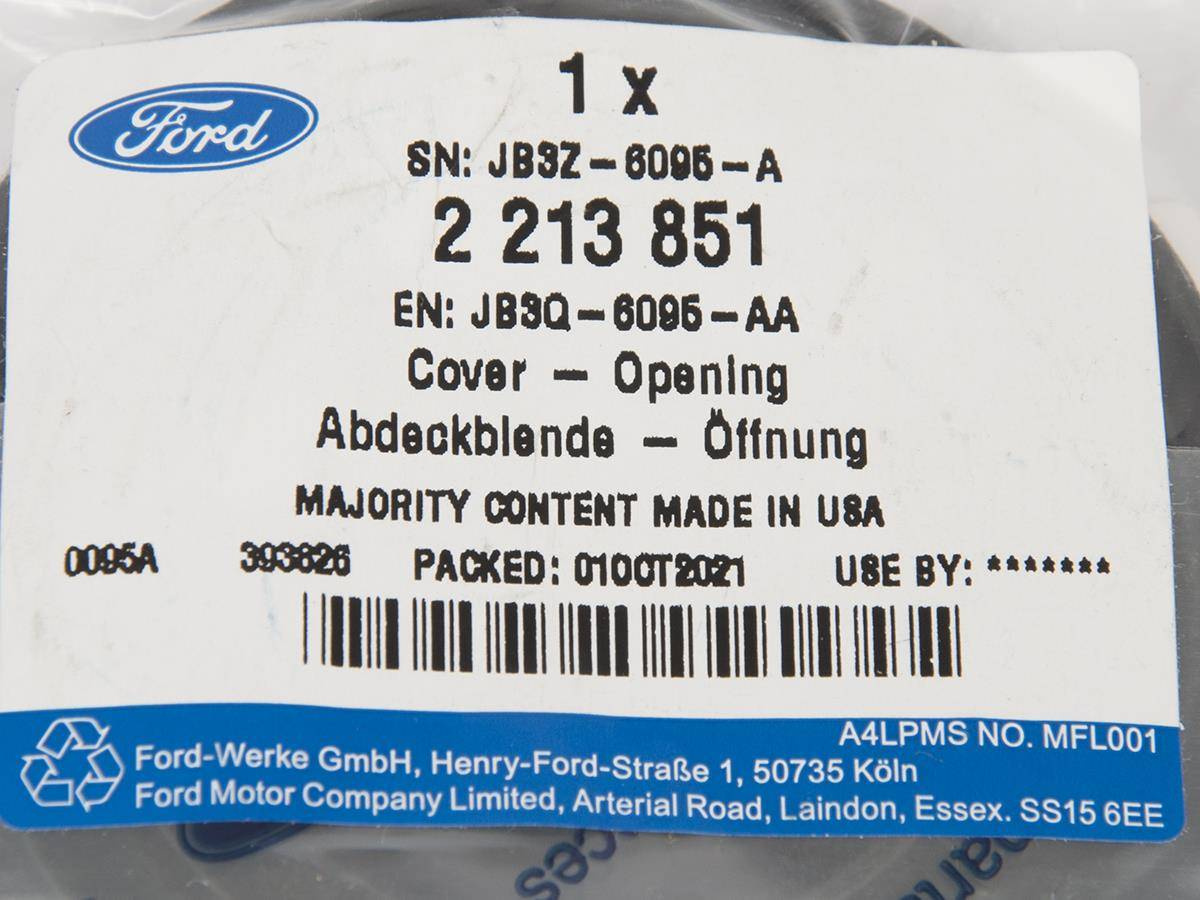 1 x
Ford
SN: JB3Z-6095-A
2 213 851
EN: JB3Q-6095-AA
Cover - Opening
Abdeckblende - Öffnung
MAJORITY CONTENT MADE IN USA
0095A 393826 PACKED: 01OCT2021 USE BY: *******
A4LPMS NO. MFL001
Ford-Werke GmbH, Henry-Ford-Straße 1, 50735 Köln
Ford Motor Company Limited, Arterial Road, Laindon, Essex. SS15 6EE